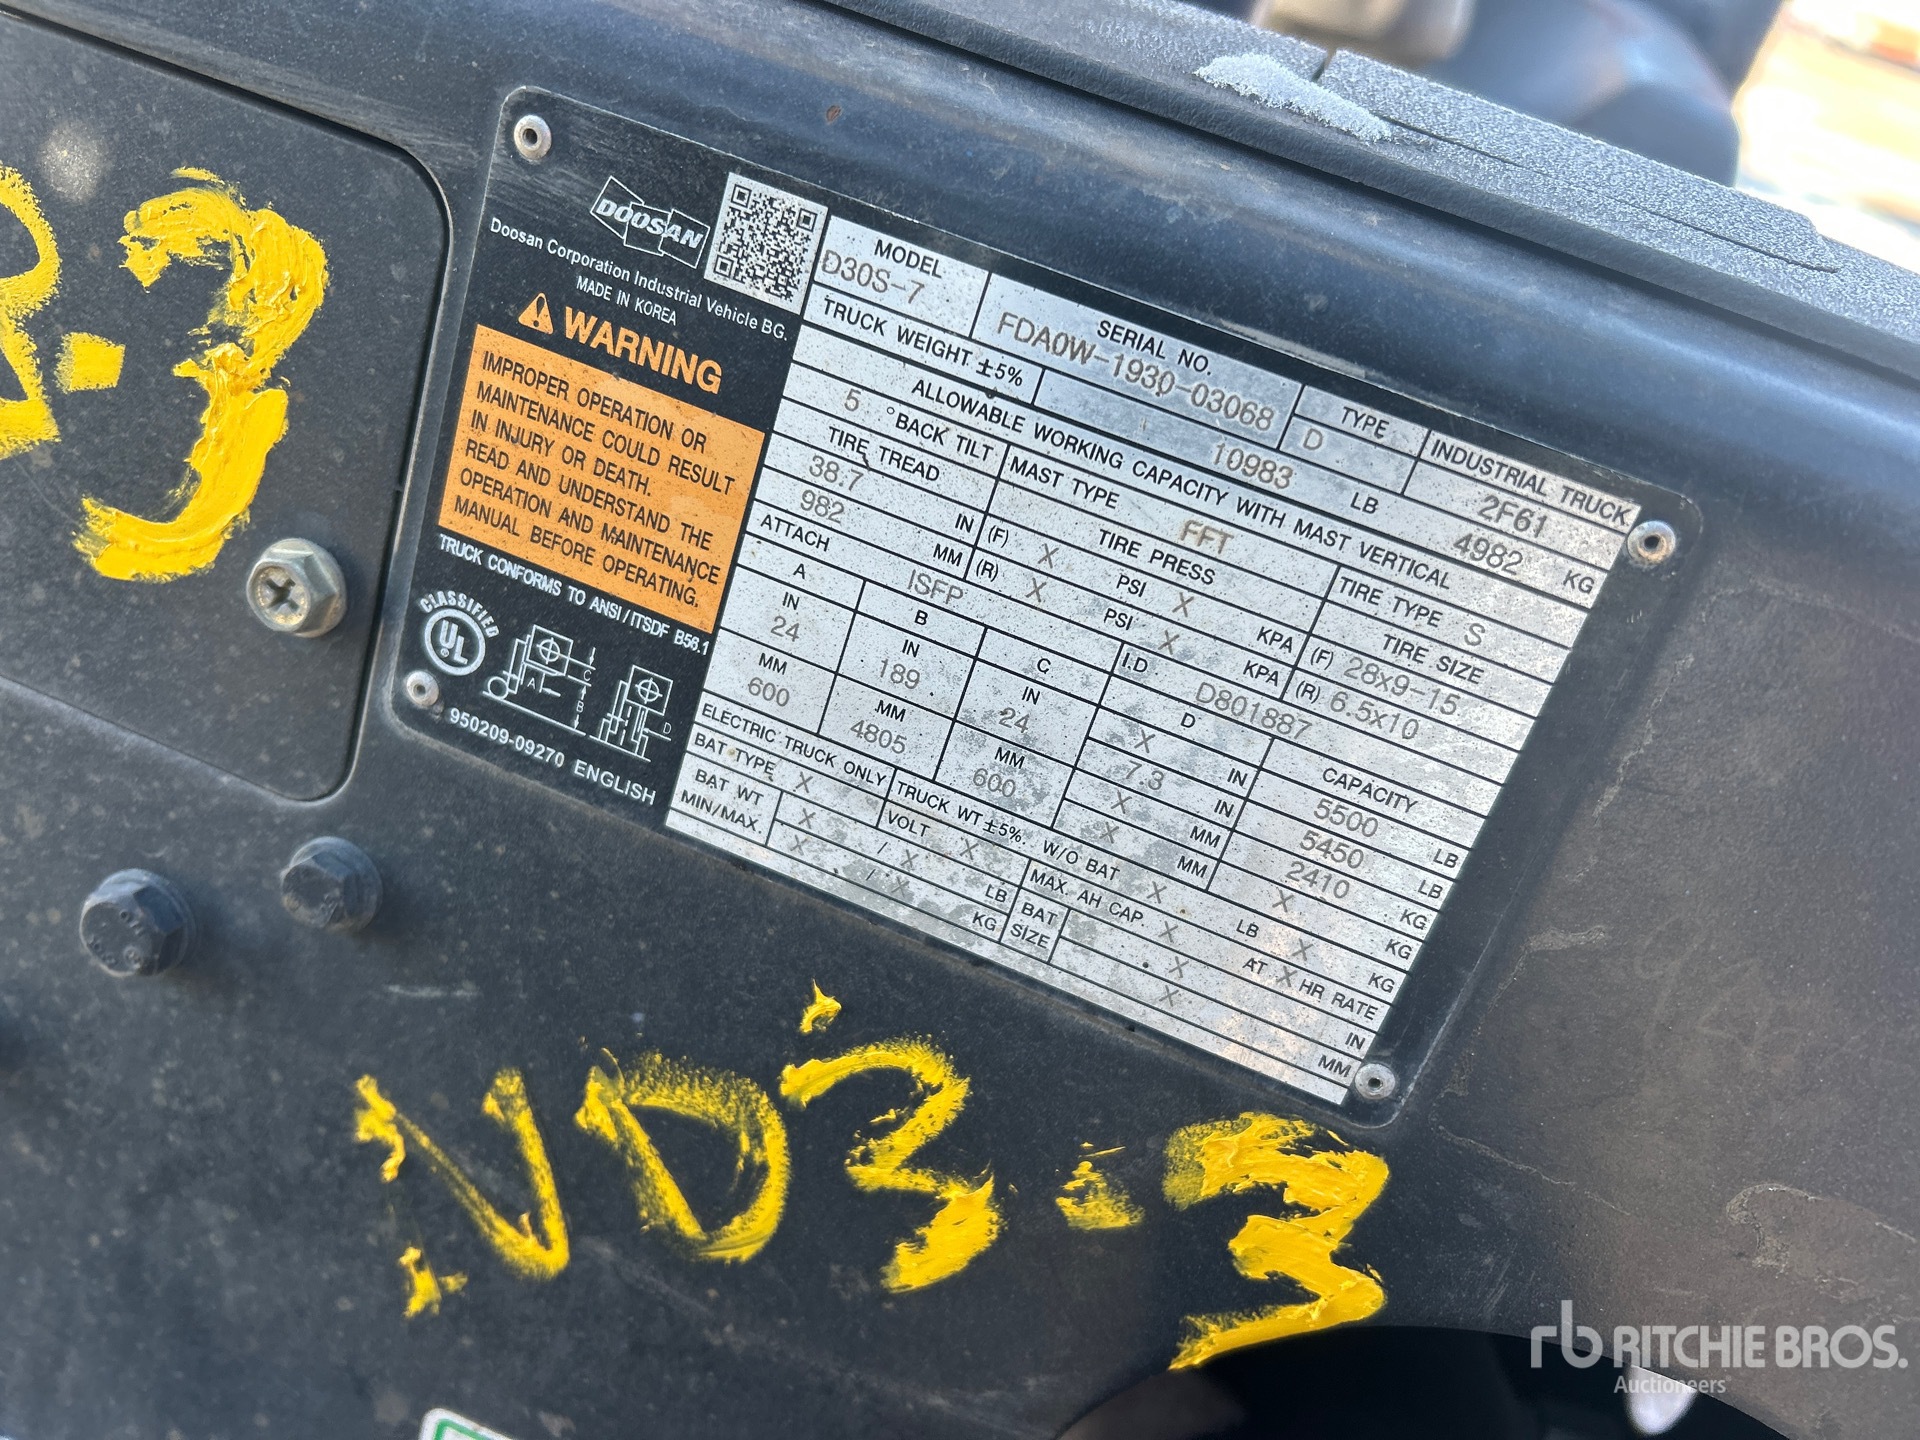 DOOSAN
Doosan Corporation Industrial Vehicle BG.
MADE IN KOREA
WARNING
IMPROPER OPERATION OR
MAINTENANCE COULD RESULT
IN INJURY OR DEATH.
READ AND UNDERSTAND THE
OPERATION AND MAINTENANCE
MANUAL BEFORE OPERATING.
TRUCK CONFORMS TO ANSI/ITSDF B56.1
CLASSIFIED
UL
A B C D
950209-09270 ENGLISH
MODEL SERIAL NO. TYPE INDUSTRIAL TRUCK
D30S-7 FDA0W-1930-03068 D 2F61
TRUCK WEIGHT ±5% 10983 LB 4982 KG
ALLOWABLE WORKING CAPACITY WITH MAST VERTICAL
5 °BACK TILT MAST TYPE FFT TIRE TYPE S
TIRE TREAD TIRE PRESS TIRE SIZE
38.7 IN (F) X PSI X KPA (F) 28x9-15
982 MM (R) X PSI X KPA (R) 6.5x10
ATTACH ISFP I.D D801887
A B C D CAPACITY
IN IN IN X IN 5500 LB
24 189 24 7.3 IN 5450 LB
MM MM MM X MM 2410 KG
600 4805 600 X MM X KG
ELECTRIC TRUCK ONLY TRUCK WT ±5%. W/O BAT X LB X KG
BAT TYPE X VOLT X MAX. AH CAP X AT X HR RATE
BAT WT X / X LB BAT X IN
MIN/MAX. X / X KG SIZE X MM
ND3-3
RITCHIE BROS.
Auctioneers